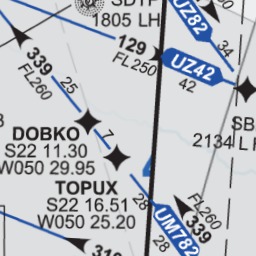 1805 LH
UZ82
34
129
FL250
UZ42
42
339
FL260
25
DOBKO
S22 11.30
W050 29.95
7
SB
2134 L H
TOPUX
S22 16.51
W050 25.20
28
UM782
28
FL260
339